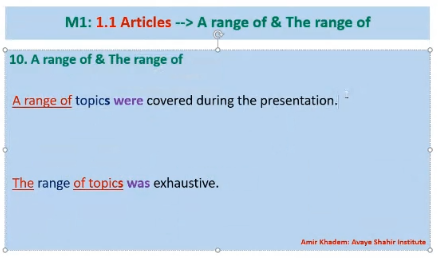 M1: 1.1 Articles --> A range of & The range of
10. A range of & The range of
A range of topics were covered during the presentation.
The range of topics was exhaustive.
Amir Khadem: Avaye Shahir Institute